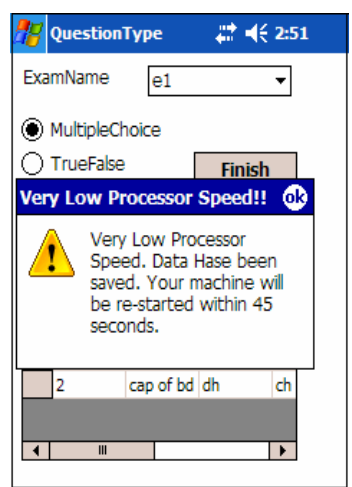 QuestionType 2:51
ExamName e1
MultipleChoice
TrueFalse Finish
Very Low Processor Speed!! ok
Very Low Processor
Speed. Data Hase been
saved. Your machine will
be re-started within 45
seconds.
2 cap of bd dh ch